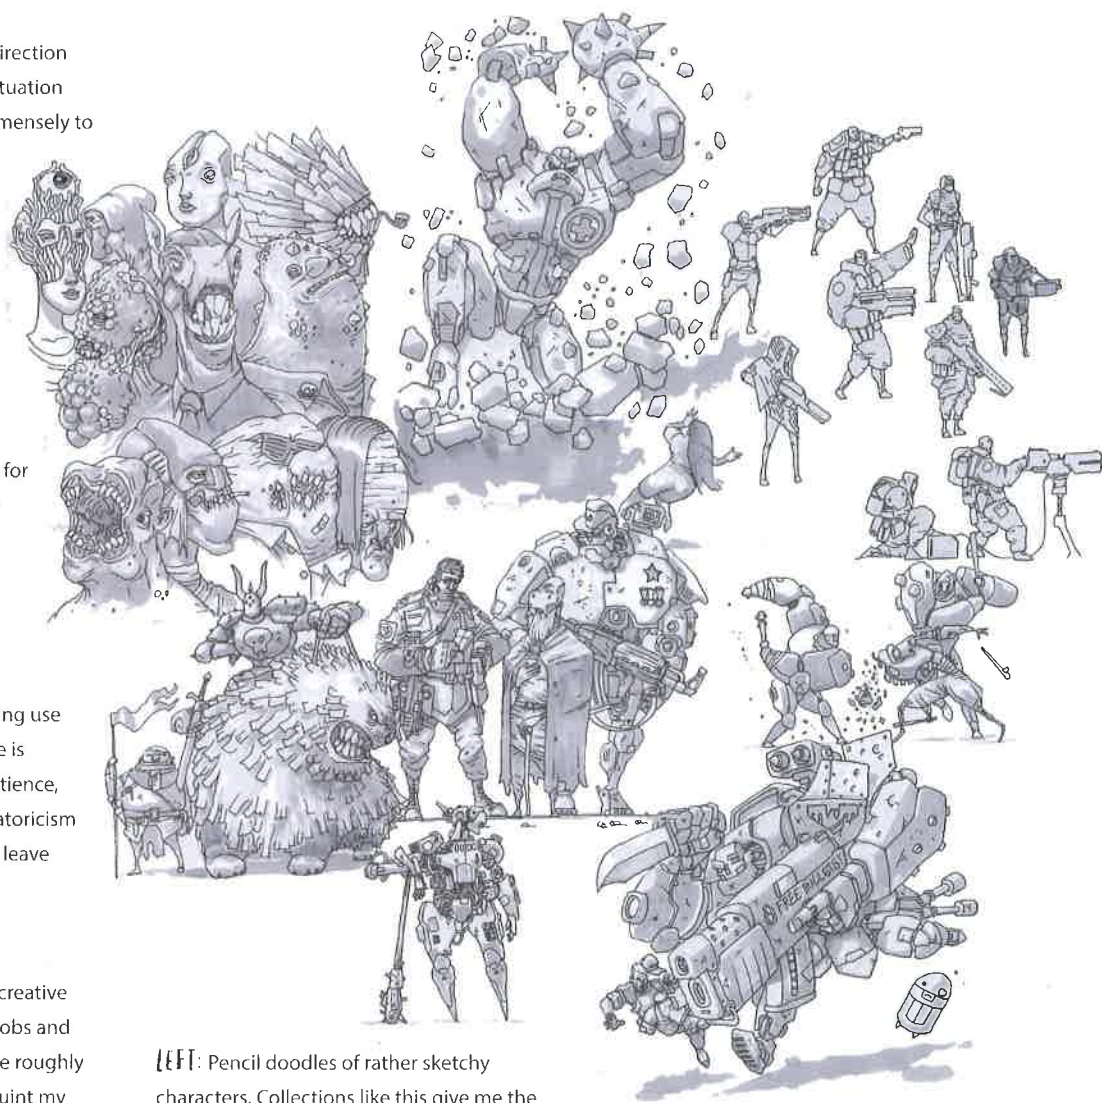 irection
tuation
mensely to
for
ng use
e is
tience,
atoricism
leave
creative
obs and
e roughly
uint my
LEFT: Pencil doodles of rather sketchy
characters. Collections like this give me the
FREE BULLETS!